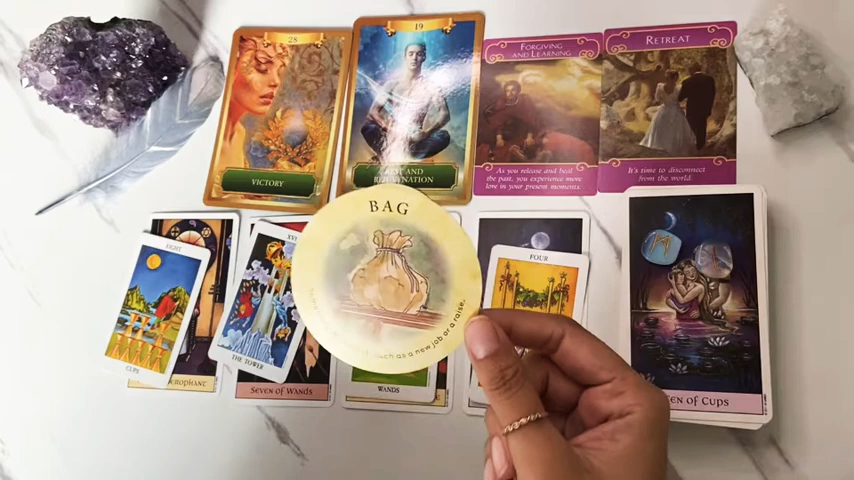 28
VICTORY
19
REST AND
REJUVENATION
FORGIVING
AND LEARNING
As you release and heal
the past, you experience more
love in your present moments.
RETREAT
It's time to disconnect
from the world.
BAG
such as a new job or a raise.
EIGHT
CUPS
THE TOWER
SEVEN OF WANDS
WANDS
FOUR
OF CUPS